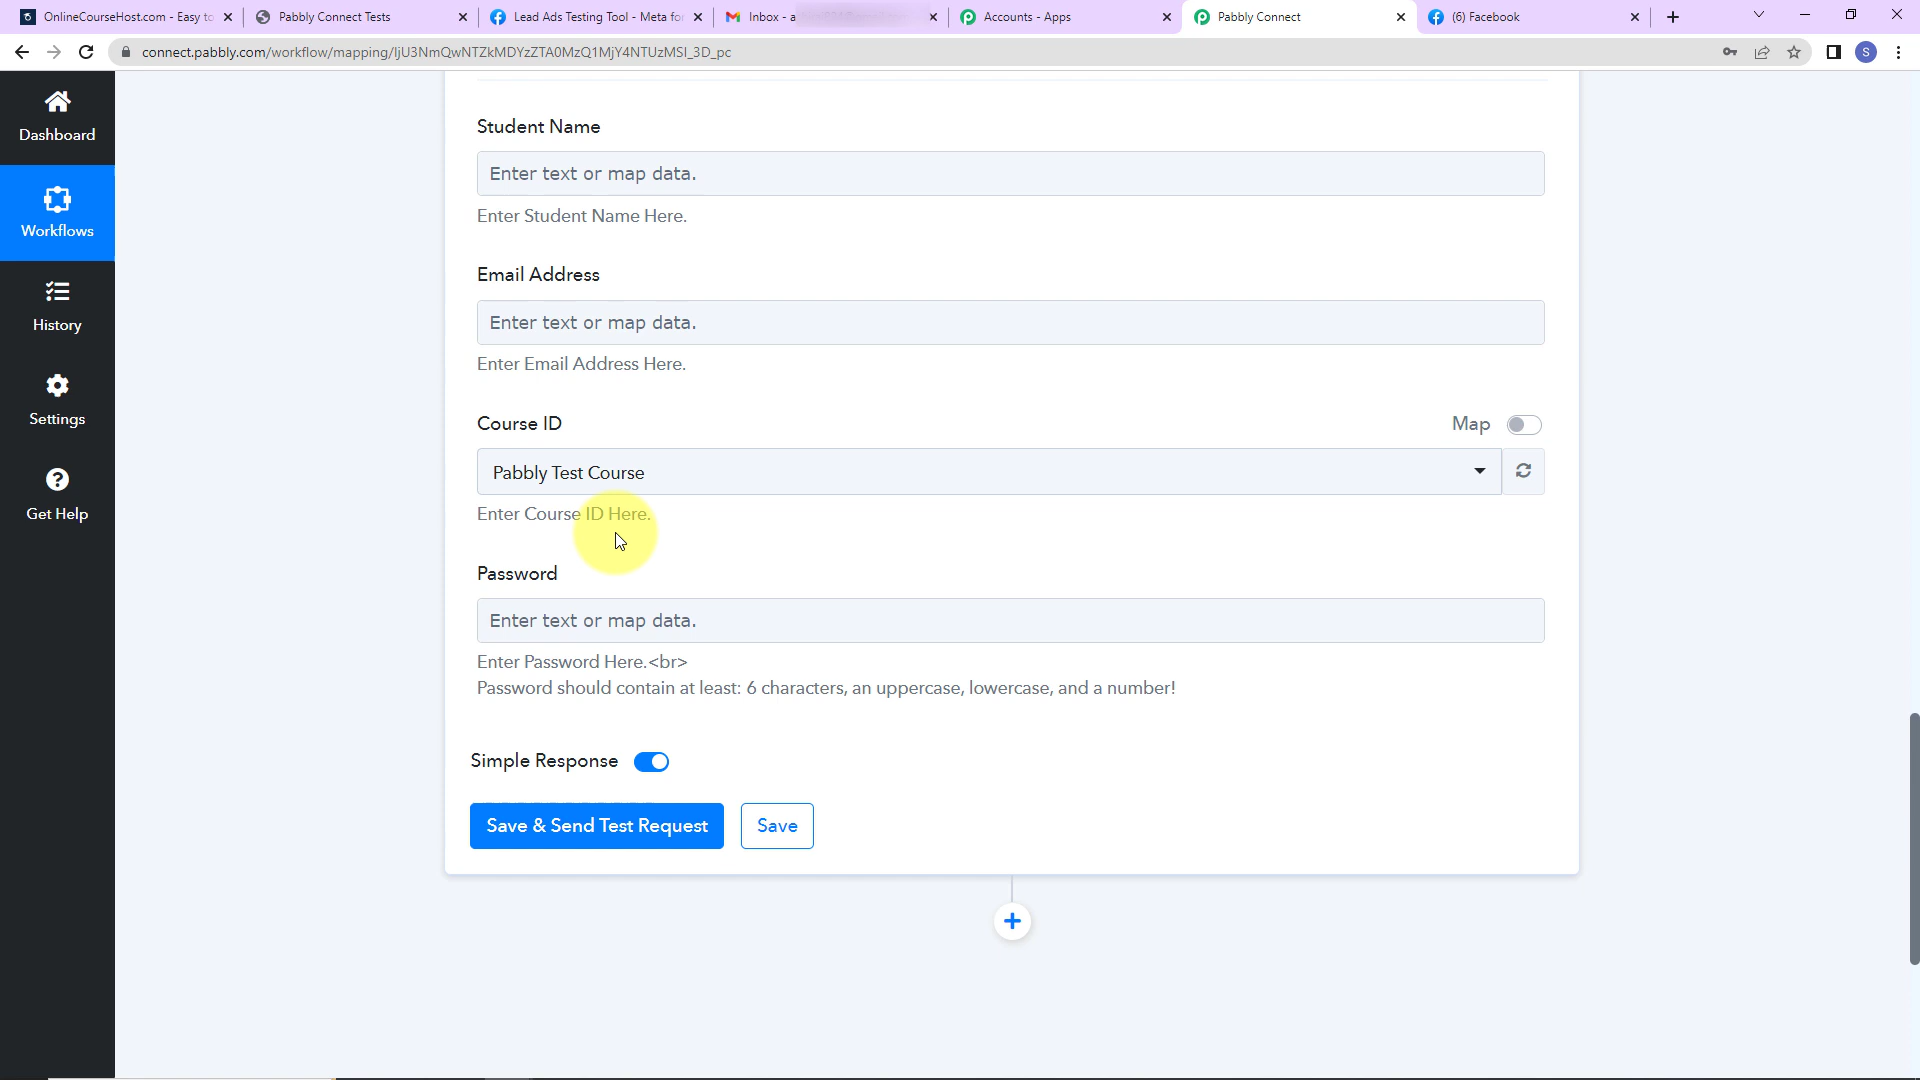 OnlineCourseHost.com - Easy to
Pabbly Connect Tests
Lead Ads Testing Tool - Meta for
Inbox - a
Accounts - Apps
Pabbly Connect
(6) Facebook
connect.pabbly.com/workflow/mapping/IjU3NmQwNTZkMDYzZTA0MzQ1MjY4NTUzMSI_3D_pc
S
Dashboard
Workflows
History
Settings
Get Help
Student Name
Enter text or map data.
Enter Student Name Here.
Email Address
Enter text or map data.
Enter Email Address Here.
Course ID
Map
Pabbly Test Course
Enter Course ID Here.
Password
Enter text or map data.
Enter Password Here.<br>
Password should contain at least: 6 characters, an uppercase, lowercase, and a number!
Simple Response
Save & Send Test Request
Save